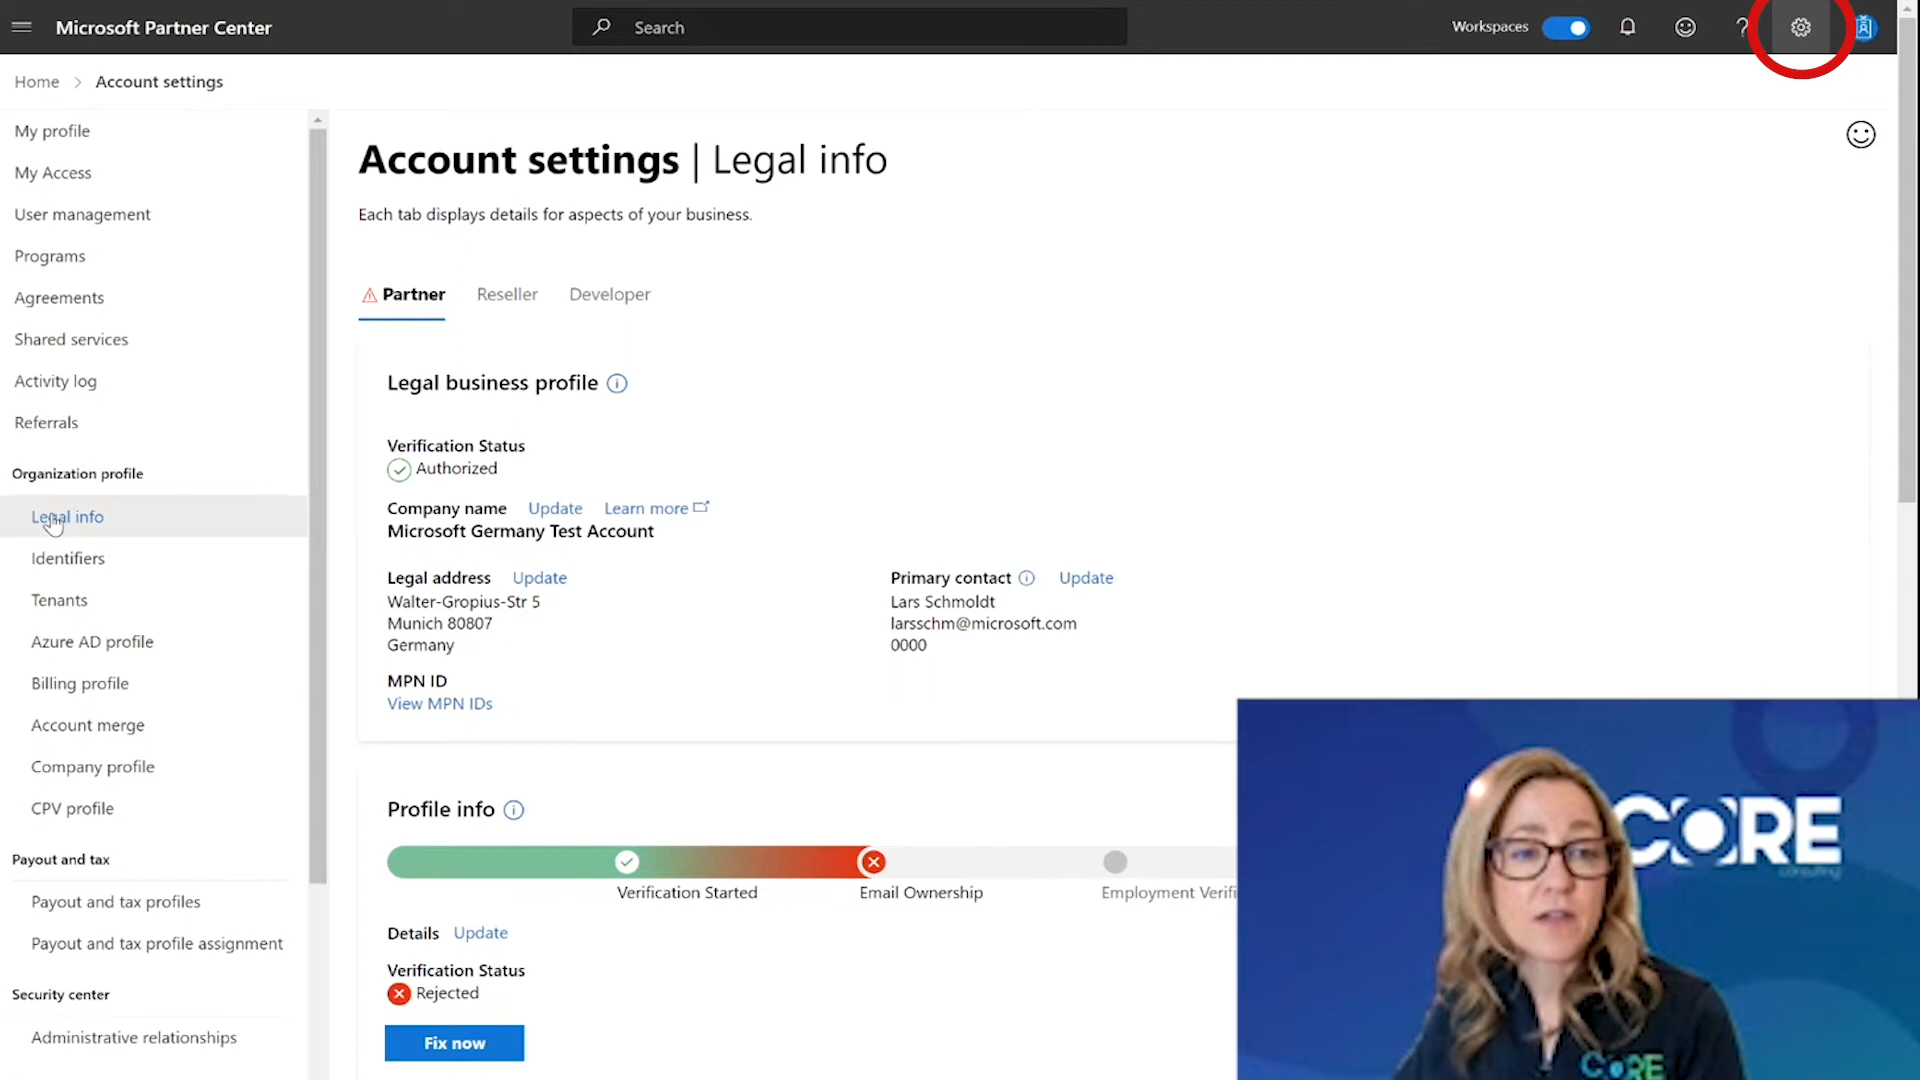 Microsoft Partner Center
Search
Workspaces
?
Home > Account settings
My profile
My Access
User management
Programs
Agreements
Shared services
Activity log
Referrals
Organization profile
Legal info
Identifiers
Tenants
Azure AD profile
Billing profile
Account merge
Company profile
CPV profile
Payout and tax
Payout and tax profiles
Payout and tax profile assignment
Security center
Administrative relationships
Account settings | Legal info
Each tab displays details for aspects of your business.
Partner Reseller Developer
Legal business profile
Verification Status
Authorized
Company name Update Learn more
Microsoft Germany Test Account
Legal address Update
Walter-Gropius-Str 5
Munich 80807
Germany
Primary contact Update
Lars Schmoldt
larsschm@microsoft.com
0000
MPN ID
View MPN IDs
Profile info
Verification Started
Email Ownership
Employment Verifi
Details Update
Verification Status
Rejected
Fix now
CORE
consulting
CORE